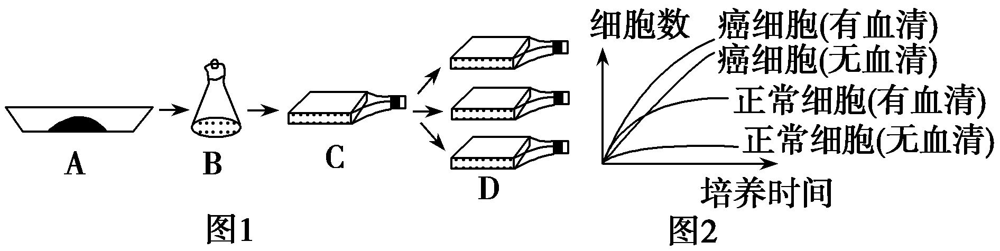 A
B
C
D
图1
细胞数
癌细胞(有血清)
癌细胞(无血清)
正常细胞(有血清)
正常细胞(无血清)
培养时间
图2